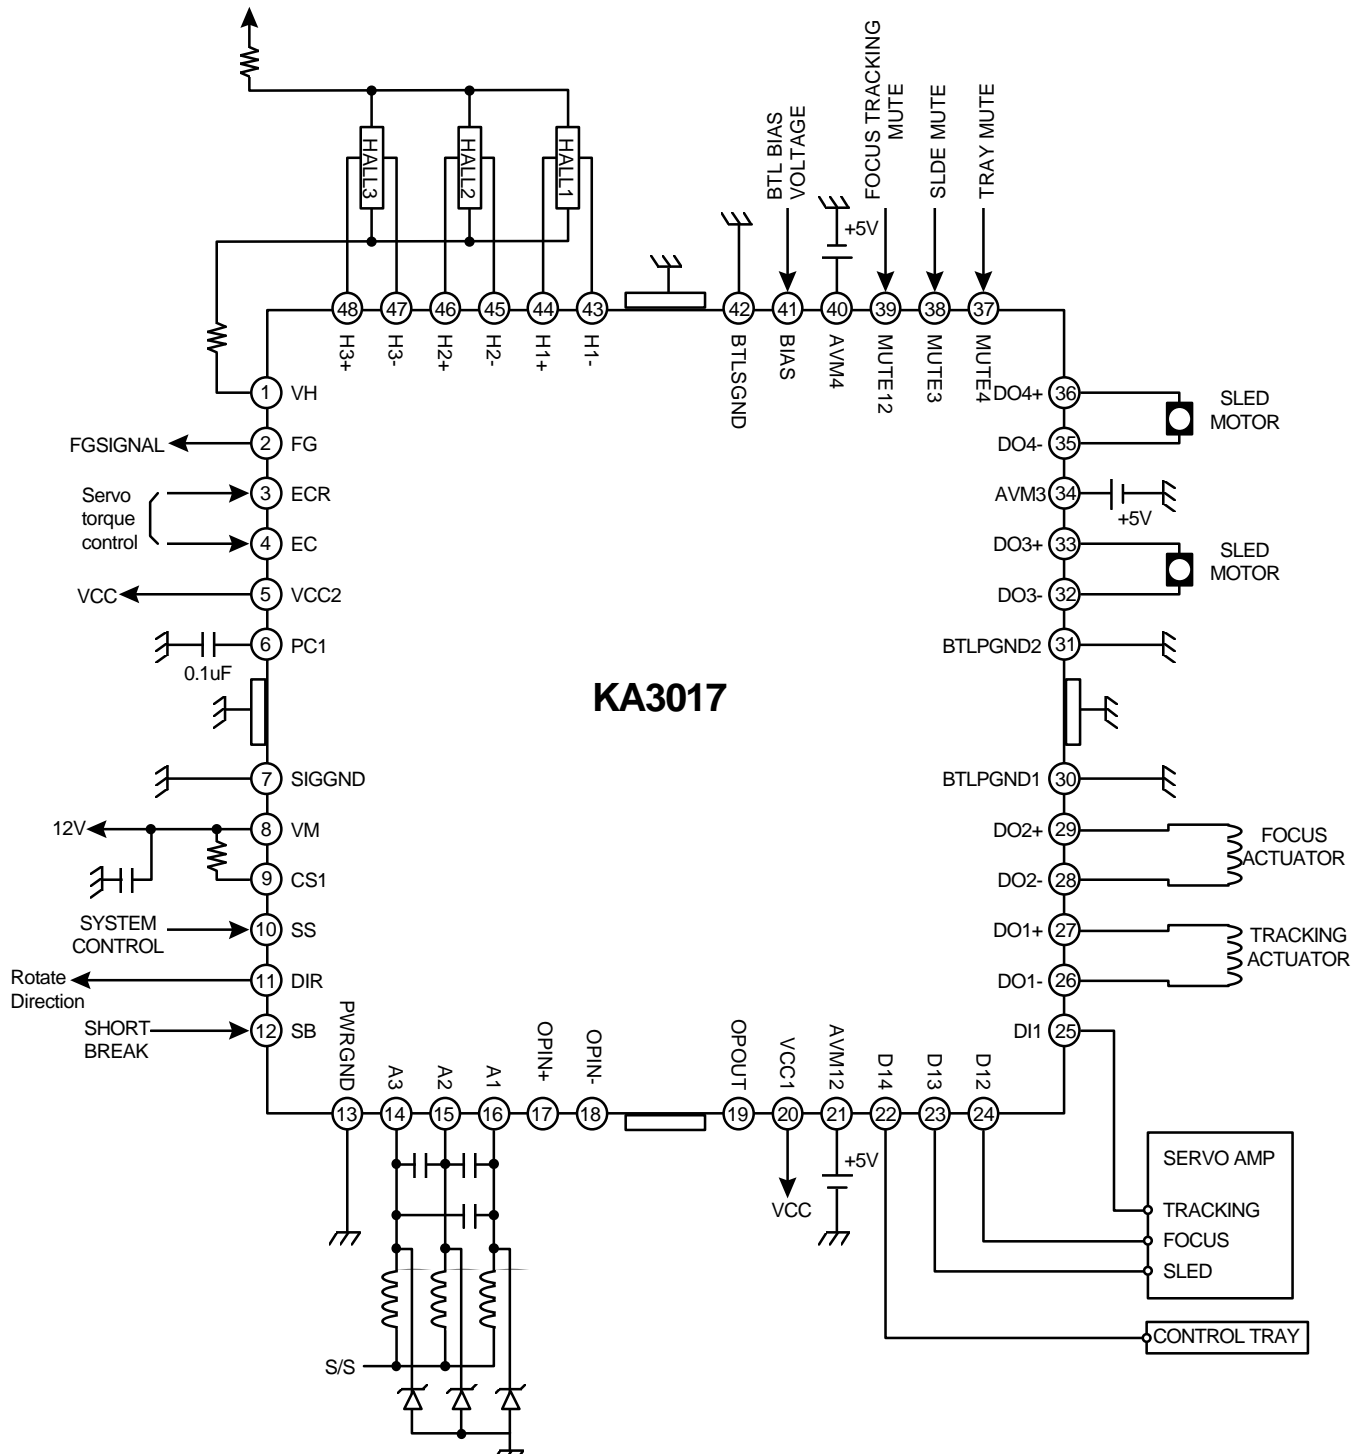 HALL3
HALL2
HALL1
BTL BIAS
VOLTAGE
FOCUS TRACKING
MUTE
SLDE MUTE
TRAY MUTE
+5V
48
47
46
45
44
43
42
41
40
39
38
37
H3+
H3-
H2+
H2-
H1+
H1-
BTLSGND
BIAS
AVM4
MUTE12
MUTE3
MUTE4
1 VH
FGSIGNAL 2 FG
Servo
torque
control
3 ECR
4 EC
VCC 5 VCC2
6 PC1
0.1uF
7 SIGGND
12V 8 VM
9 CS1
SYSTEM
CONTROL
10 SS
Rotate
Direction
11 DIR
SHORT
BREAK
12 SB
KA3017
DO4+ 36
DO4- 35
SLED
MOTOR
AVM3 34
+5V
DO3+ 33
DO3- 32
SLED
MOTOR
BTLPGND2 31
BTLPGND1 30
DO2+ 29
DO2- 28
FOCUS
ACTUATOR
DO1+ 27
DO1- 26
TRACKING
ACTUATOR
DI1 25
PWRGND
A3
A2
A1
OPIN+
OPIN-
OPOUT
VCC1
AVM12
D14
D13
D12
13
14
15
16
17
18
19
20
21
22
23
24
+5V
VCC
S/S
SERVO AMP
TRACKING
FOCUS
SLED
CONTROL TRAY